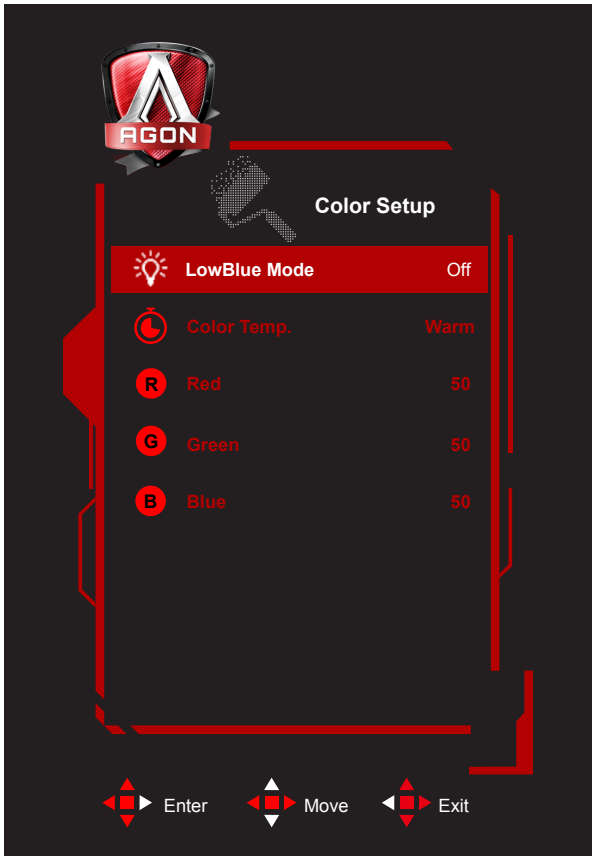 AGON
Color Setup
LowBlue Mode Off
Color Temp. Warm
R Red 50
G Green 50
B Blue 50
Enter Move Exit